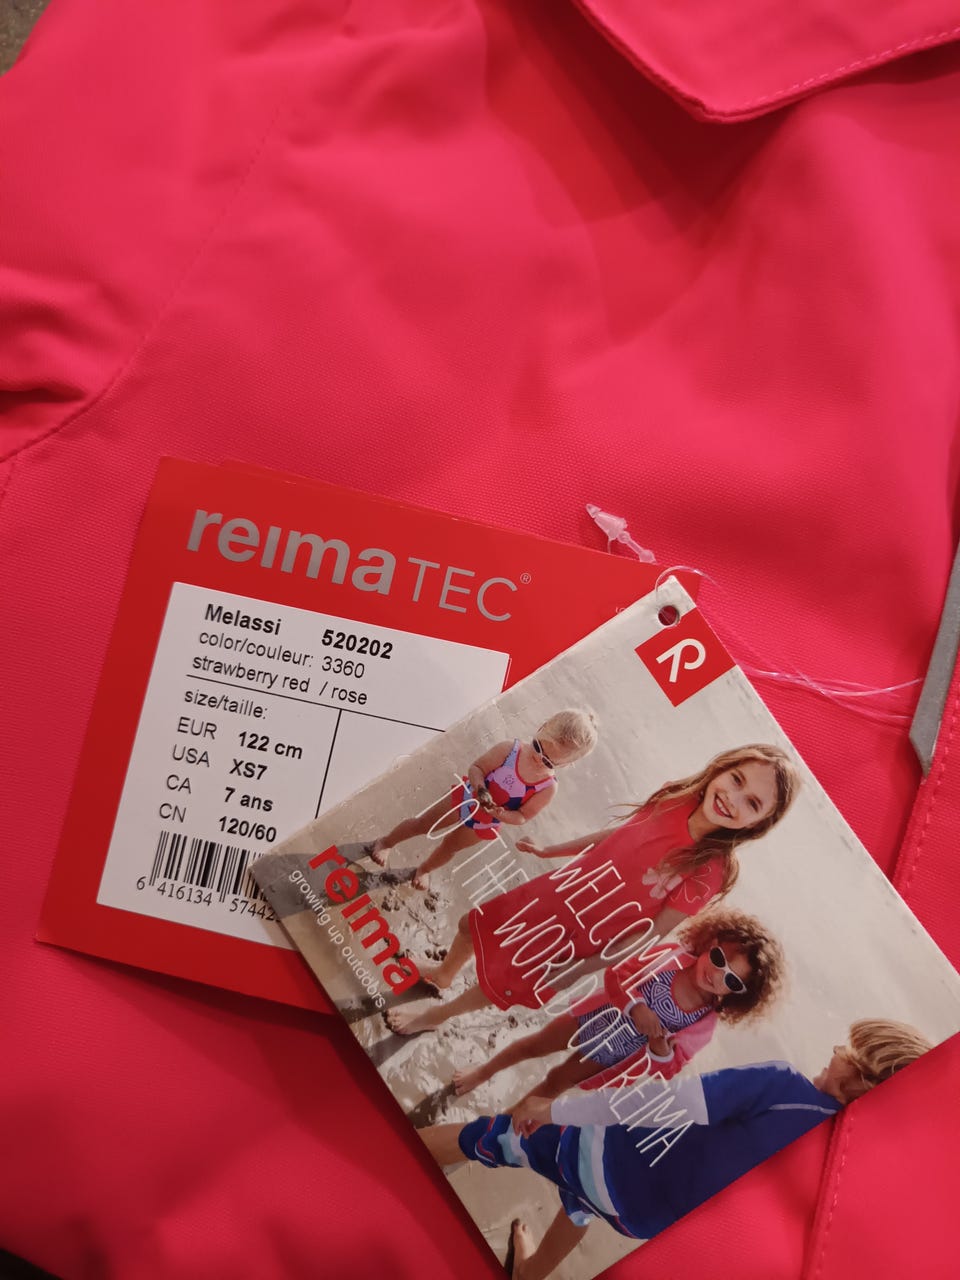 reimaTEC®
Melassi 520202
color/couleur: 3360
strawberry red / rose
size/taille:
EUR 122 cm
USA XS7
CA 7 ans
CN 120/60
6 416134 57442
R
WELCOME
TO THE WORLD OF REIMA
reima
growing up outdoors